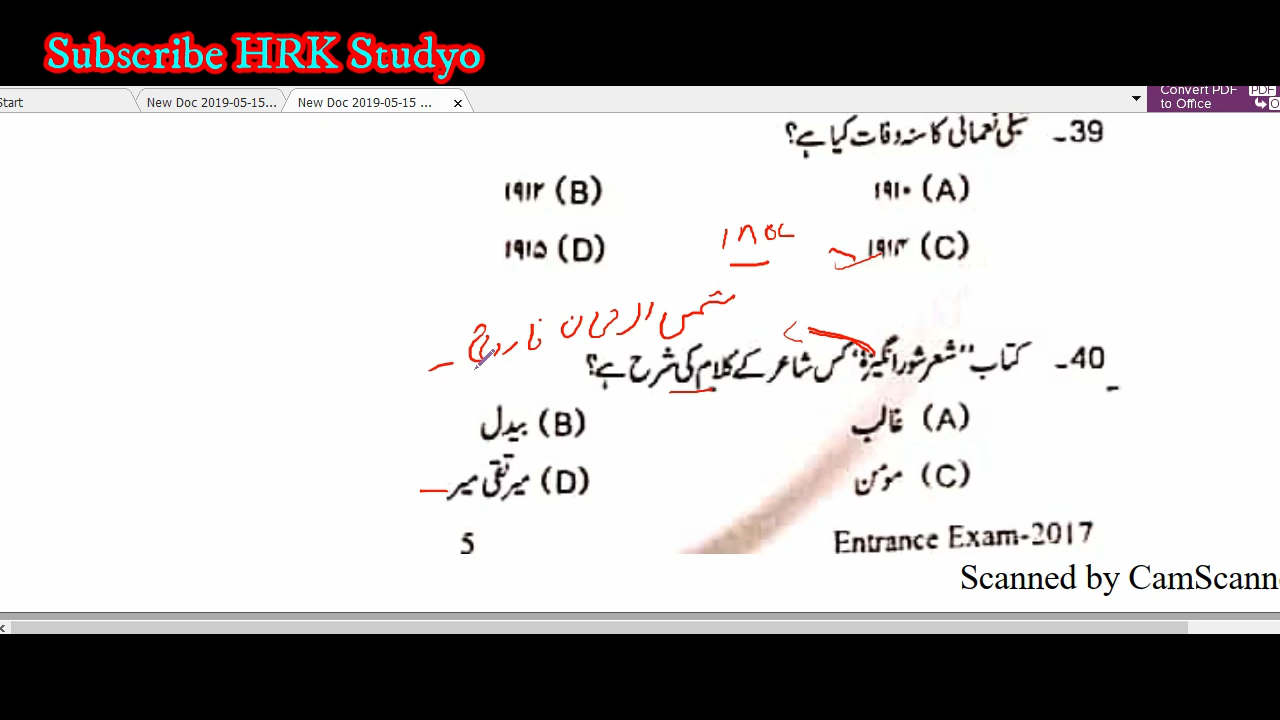 Subscribe HRK Studyo
Start New Doc 2019-05-15... New Doc 2019-05-15 ... × Convert PDF to Office PDF
39۔ شبلی نعمانی کا سنہ وفات کیا ہے؟
(A) ۱۹۱۰ (B) ۱۹۱۲
۱۸۵۷
(C) ۱۹۱۴ (D) ۱۹۱۵
شمس الرحمان فاروقی
40۔ کتاب "شعر شور انگیز" کس شاعر کے کلام کی شرح ہے؟
(A) غالب (B) بیدل
(C) مومن (D) میر تقی میر
5 Entrance Exam-2017
Scanned by CamScann